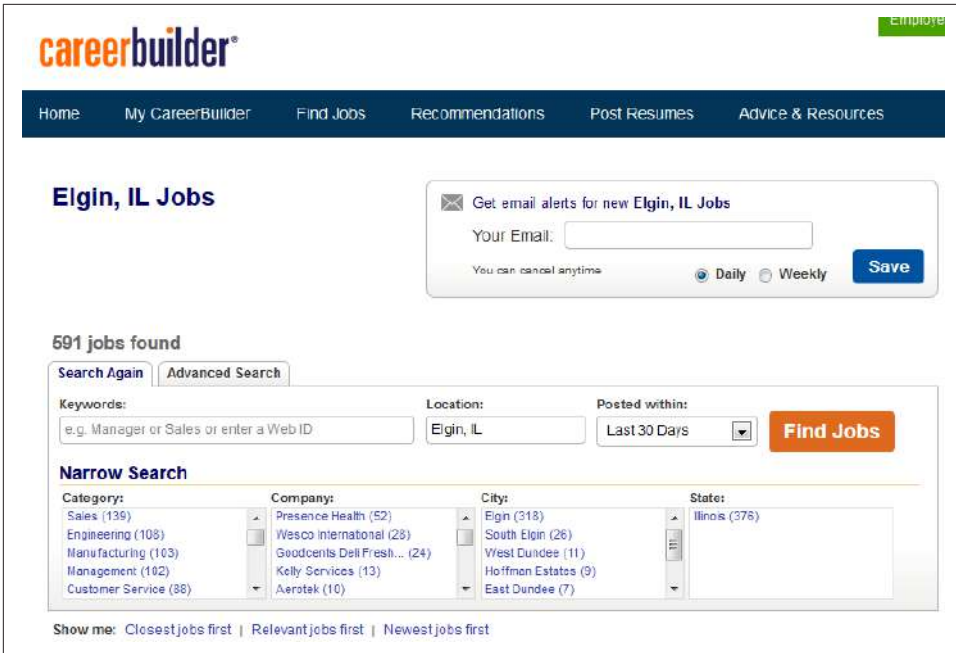 Employe
careerbuilder®
Home My CareerBuilder Find Jobs Recommendations Post Resumes Advice & Resources
Elgin, IL Jobs
Get email alerts for new Elgin, IL Jobs
Your Email:
You can cancel anytime Daily Weekly Save
591 jobs found
Search Again Advanced Search
Keywords: Location: Posted within:
e.g. Manager or Sales or enter a Web ID Elgin, IL Last 30 Days Find Jobs
Narrow Search
Category: Company: City: State:
Sales (139) Presence Health (52) Elgin (318) Illinois (376)
Engineering (108) Wesco International (28) South Elgin (26)
Manufacturing (103) Goodcents Deli Fresh... (24) West Dundee (11)
Management (102) Kelly Services (13) Hoffman Estates (9)
Customer Service (88) Aerotek (10) East Dundee (7)
Show me: Closest jobs first | Relevant jobs first | Newest jobs first